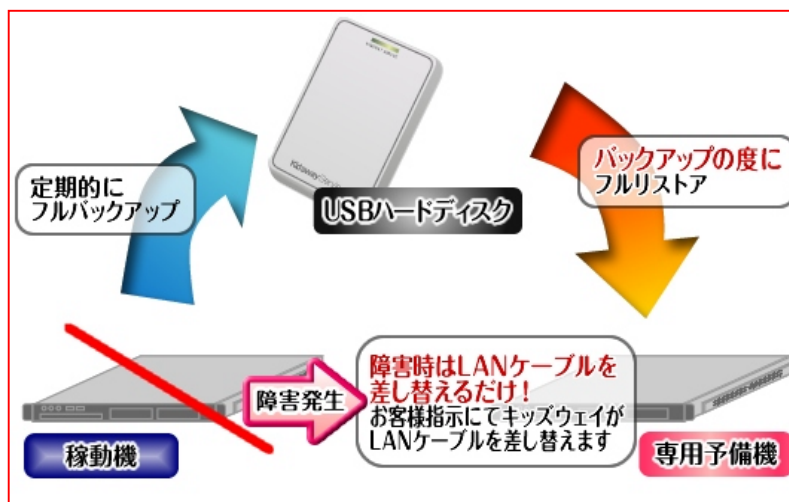 USBハードディスク
定期的に
フルバックアップ
バックアップの度に
フルリストア
障害発生
障害時はLANケーブルを
差し替えるだけ！
お客様指示にてキッズウェイが
LANケーブルを差し替えます
稼動機
専用予備機